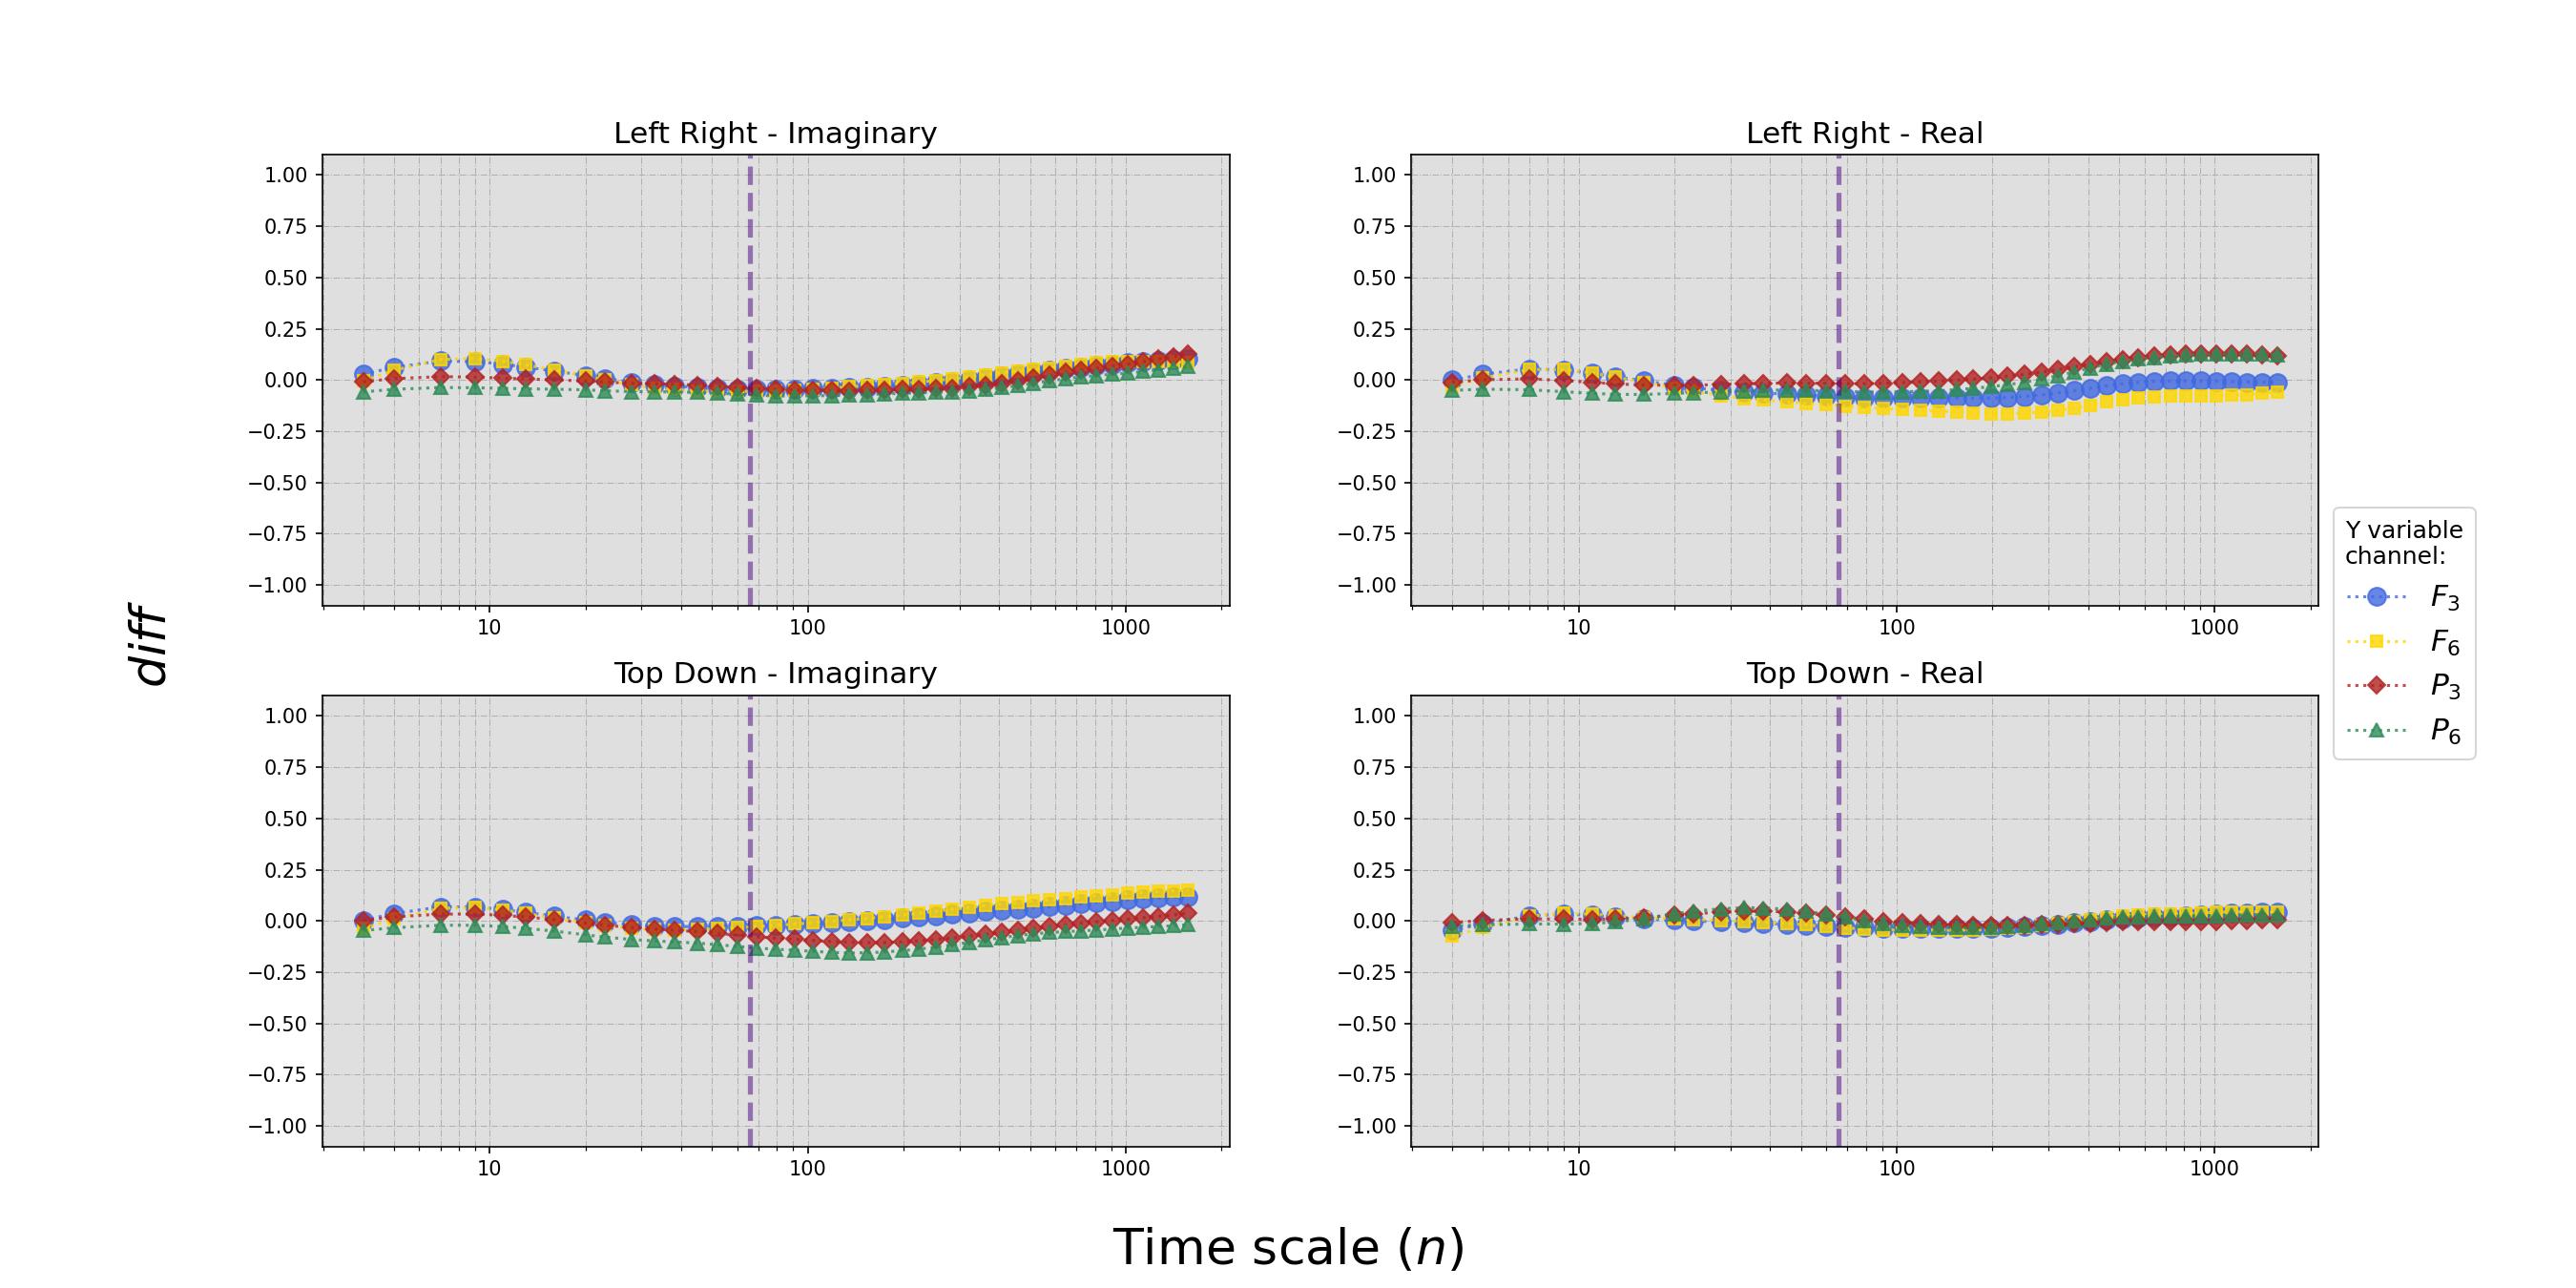 Left Right - Imaginary
1.00
0.75
0.50
0.25
0.00
−0.25
−0.50
−0.75
−1.00
10 100 1000
Left Right - Real
1.00
0.75
0.50
0.25
0.00
−0.25
−0.50
−0.75
−1.00
10 100 1000
diff
Top Down - Imaginary
1.00
0.75
0.50
0.25
0.00
−0.25
−0.50
−0.75
−1.00
10 100 1000
Top Down - Real
1.00
0.75
0.50
0.25
0.00
−0.25
−0.50
−0.75
−1.00
10 100 1000
Y variable
channel:
F3
F6
P3
P6
Time scale (n)